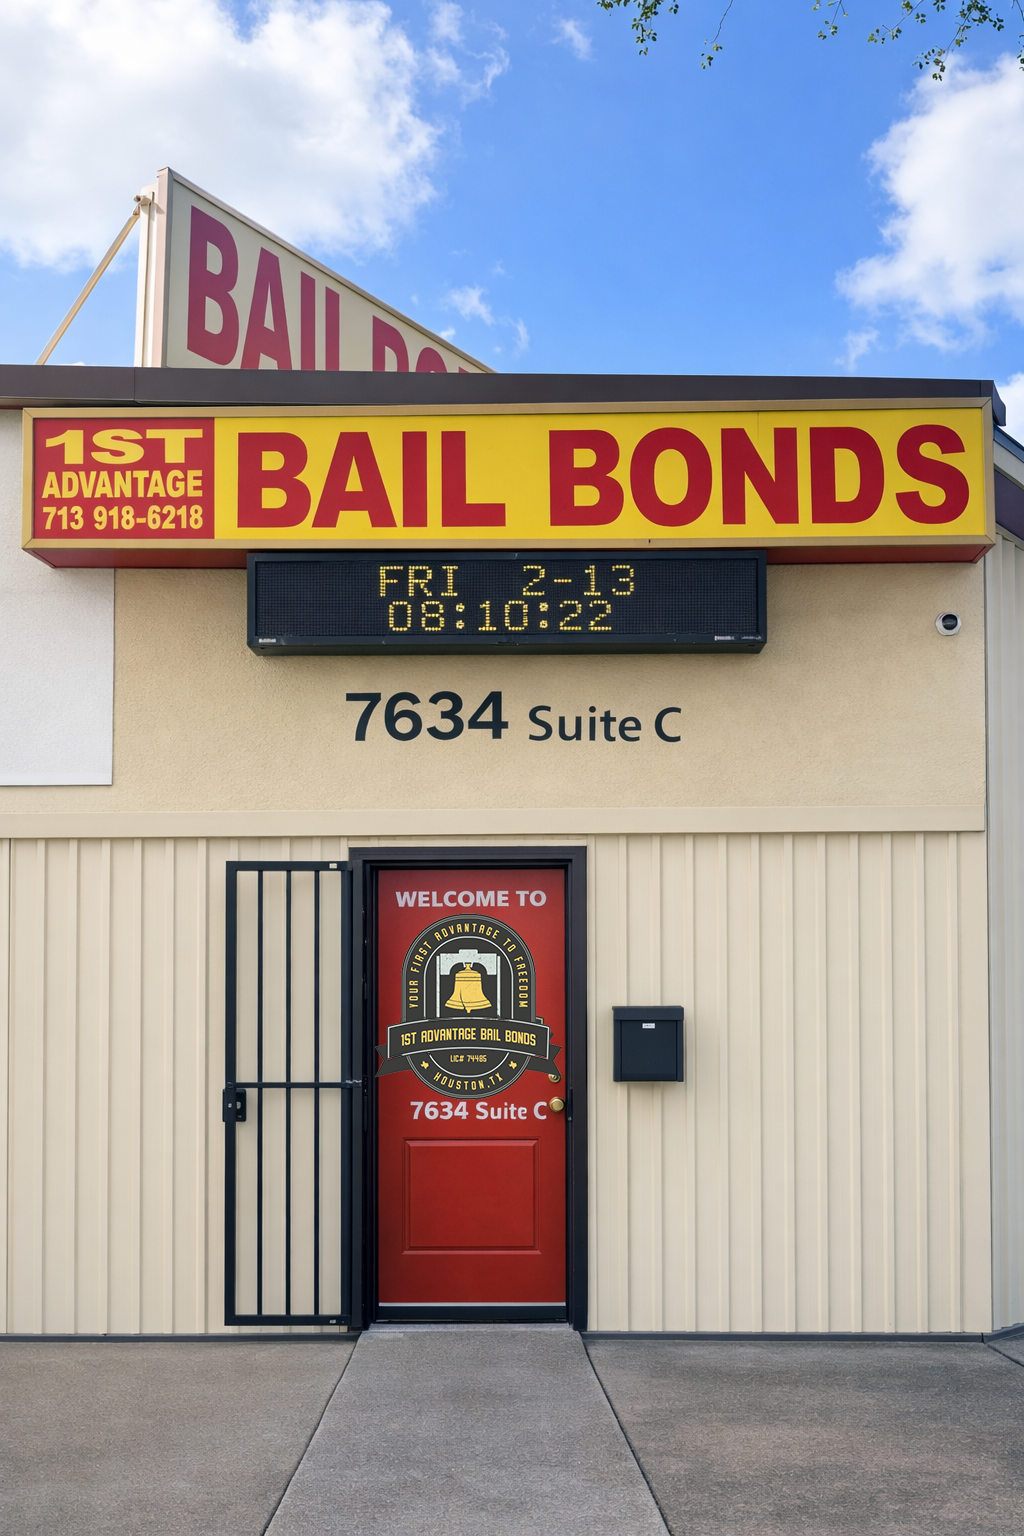 BAIL BO
1ST
ADVANTAGE
713 918-6218
BAIL BONDS
FRI 2-13
08:10:22
7634 Suite C
WELCOME TO
YOUR FIRST ADVANTAGE TO FREEDOM
1ST ADVANTAGE BAIL BONDS
LIC# 74485
HOUSTON, TX
7634 Suite C